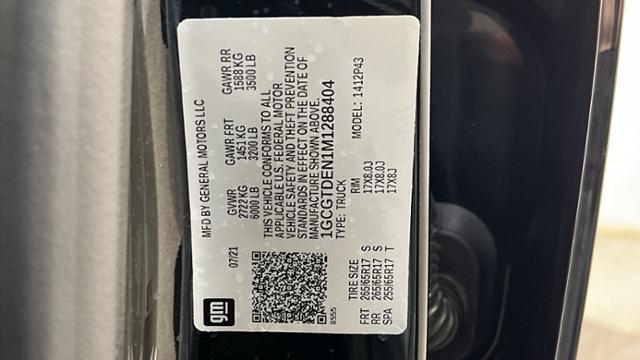 gm
MFD BY GENERAL MOTORS LLC
07/21
GVWR GAWR FRT GAWR RR
2722 KG 1451 KG 1588 KG
6000 LB 3200 LB 3500 LB
THIS VEHICLE CONFORMS TO ALL
APPLICABLE U.S. FEDERAL MOTOR
VEHICLE SAFETY AND THEFT PREVENTION
STANDARDS IN EFFECT ON THE DATE OF
MANUFACTURE SHOWN ABOVE.
1GCGTDEN1M1288404
TYPE: TRUCK MODEL: 1412P43
8555
TIRE SIZE RIM
FRT 265/65R17 S 17X8.0J
RR 265/65R17 S 17X8.0J
SPA 255/65R17 T 17X8J